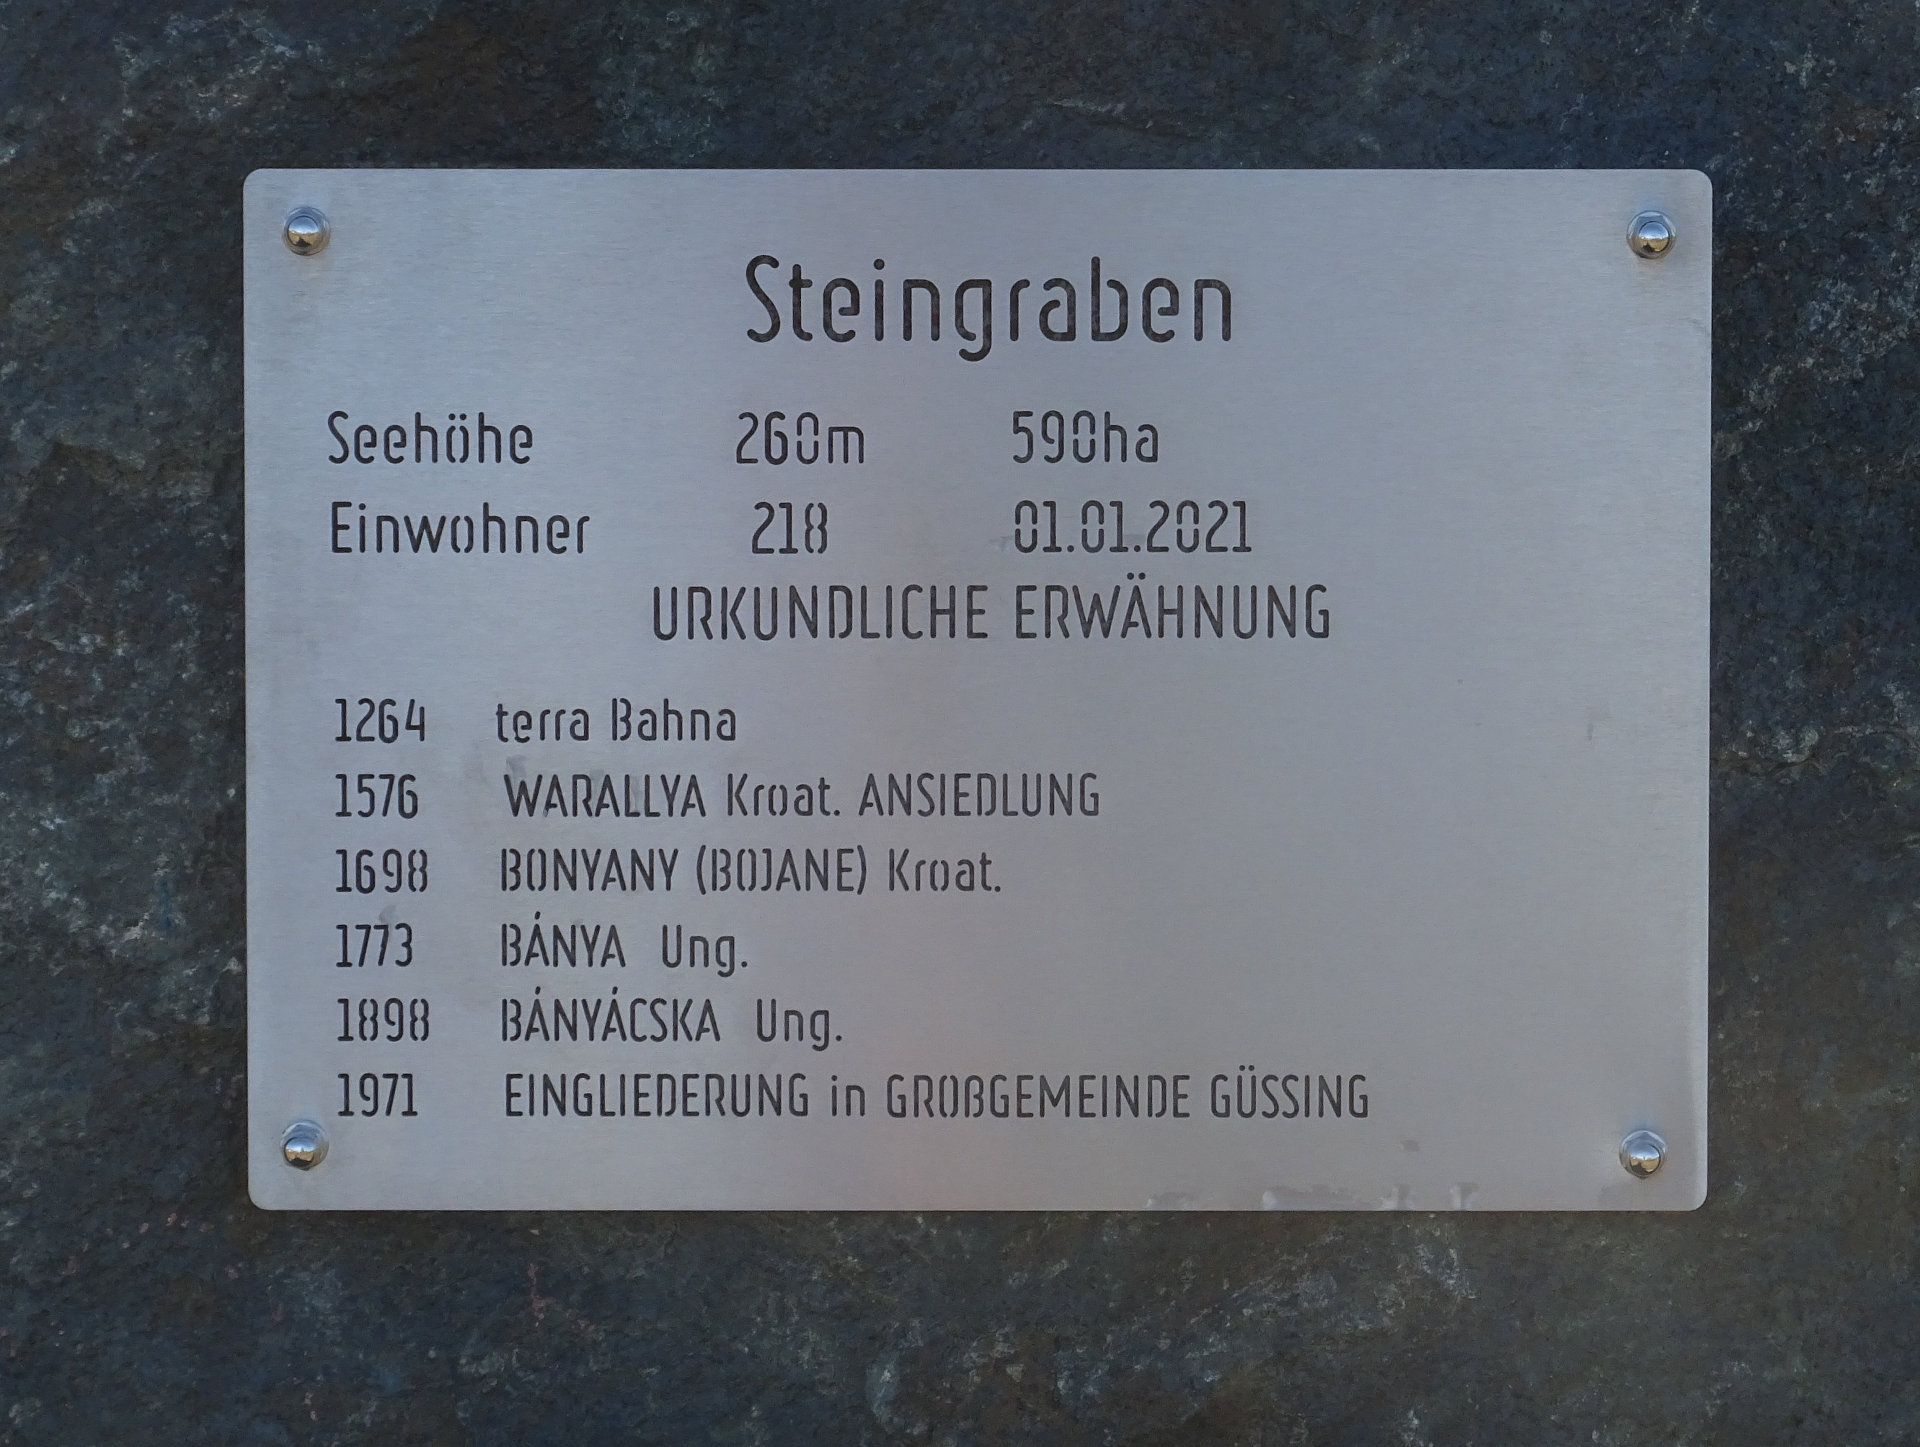 Steingraben
Seehöhe 260m 590ha
Einwohner 218 01.01.2021
URKUNDLICHE ERWÄHNUNG
1264 terra Bahna
1576 WARALLYA Kroat. ANSIEDLUNG
1698 BONYANY (BOJANE) Kroat.
1773 BÁNYA Ung.
1898 BÁNYÁCSKA Ung.
1971 EINGLIEDERUNG in GROßGEMEINDE GÜSSING